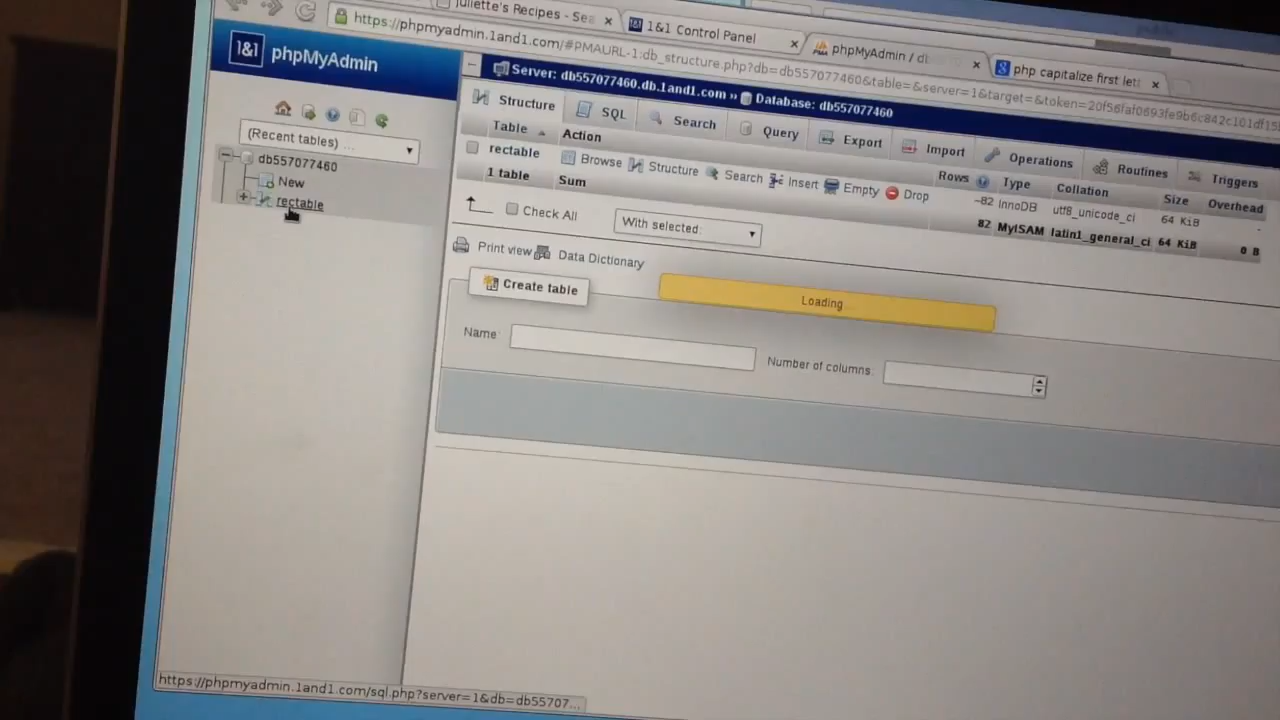 Juliette's Recipes - Sea
1&1 Control Panel
phpMyAdmin / db
php capitalize first lett
https://phpmyadmin.1and1.com/#PMAURL-1:db_structure.php?db=db557077460&table=&server=1&target=&token=
1&1 phpMyAdmin
Server: db557077460.db.1and1.com » Database: db557077460
Structure SQL Search Query Export Import Operations Routines Triggers
(Recent tables) ...
db557077460
New
rectable
Table Action Rows Type Collation Size Overhead
rectable Browse Structure Search Insert Empty Drop ~82 InnoDB utf8_unicode_ci 64 KiB -
1 table Sum 82 MyISAM latin1_general_ci 64 KiB 0 B
Check All With selected:
Print view Data Dictionary
Create table
Loading
Name: Number of columns:
https://phpmyadmin.1and1.com/sql.php?server=1&db=db55707...